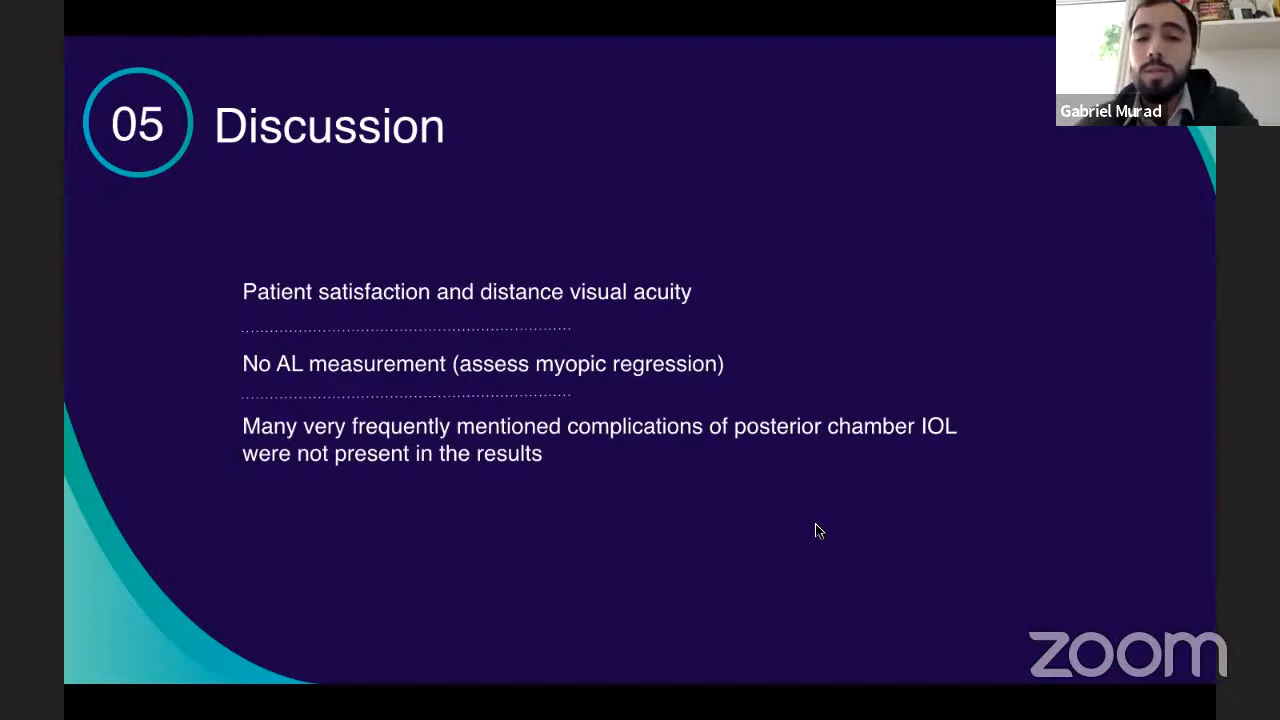 Gabriel Murad
05
Discussion
Patient satisfaction and distance visual acuity
No AL measurement (assess myopic regression)
Many very frequently mentioned complications of posterior chamber IOL
were not present in the results
zoom